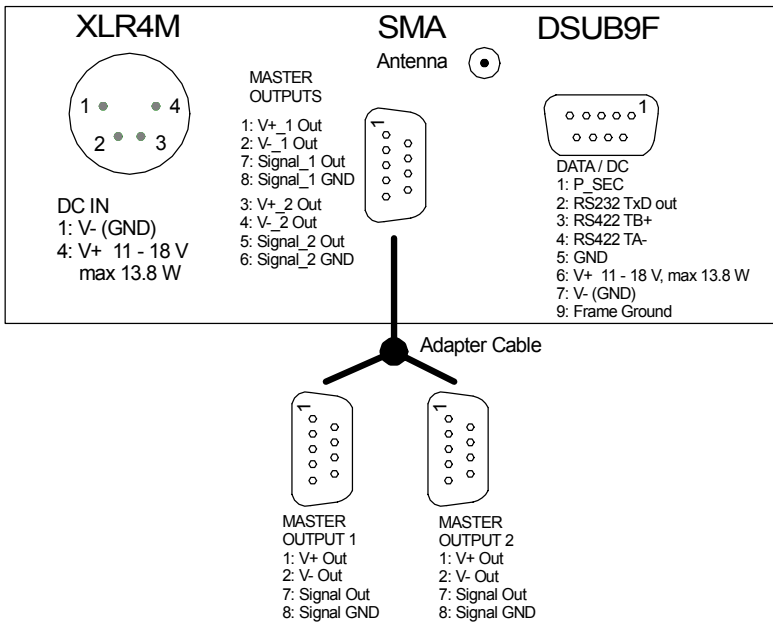 XLR4M
SMA
DSUB9F
Antenna
1
4
2
3
DC IN
1: V- (GND)
4: V+ 11 - 18 V
max 13.8 W
MASTER
OUTPUTS
1: V+_1 Out
2: V-_1 Out
7: Signal_1 Out
8: Signal_1 GND
3: V+_2 Out
4: V-_2 Out
5: Signal_2 Out
6: Signal_2 GND
1
1
DATA / DC
1: P_SEC
2: RS232 TxD out
3: RS422 TB+
4: RS422 TA-
5: GND
6: V+ 11 - 18 V, max 13.8 W
7: V- (GND)
9: Frame Ground
Adapter Cable
1
MASTER
OUTPUT 1
1: V+ Out
2: V- Out
7: Signal Out
8: Signal GND
1
MASTER
OUTPUT 2
1: V+ Out
2: V- Out
7: Signal Out
8: Signal GND